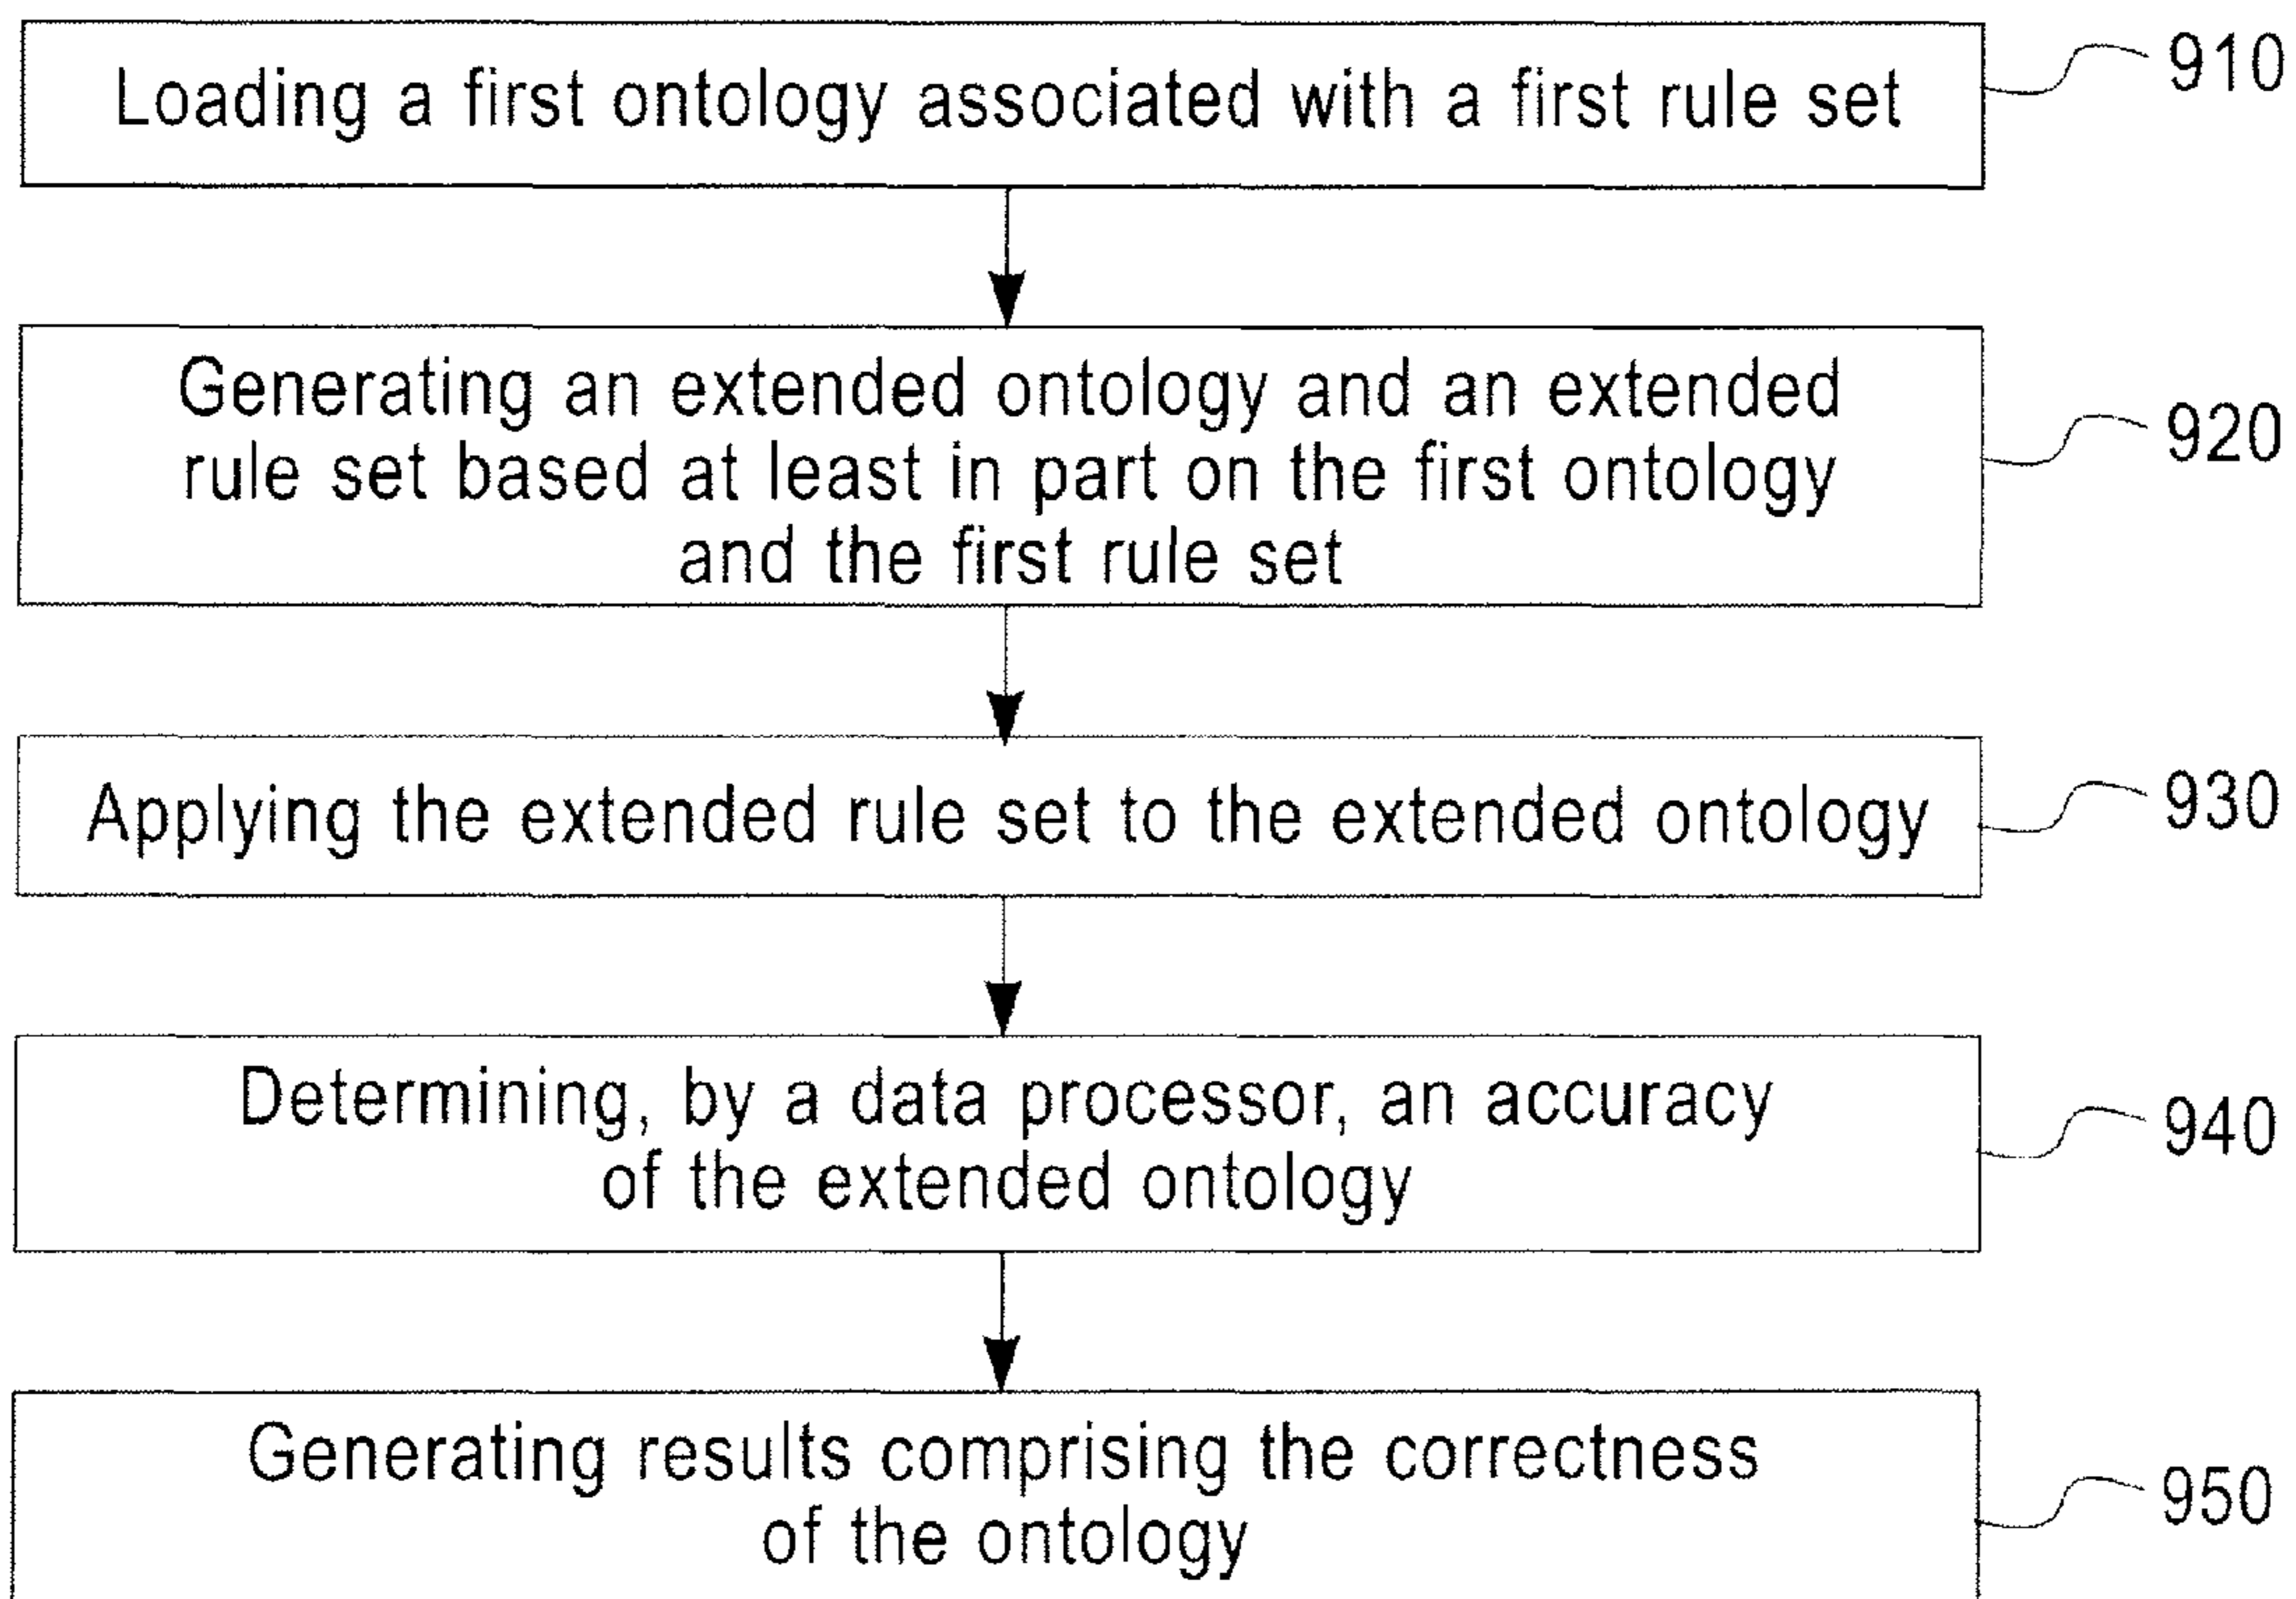 Loading a first ontology associated with a first rule set
910
Generating an extended ontology and an extended
rule set based at least in part on the first ontology
and the first rule set
920
Applying the extended rule set to the extended ontology
930
Determining, by a data processor, an accuracy
of the extended ontology
940
Generating results comprising the correctness
of the ontology
950